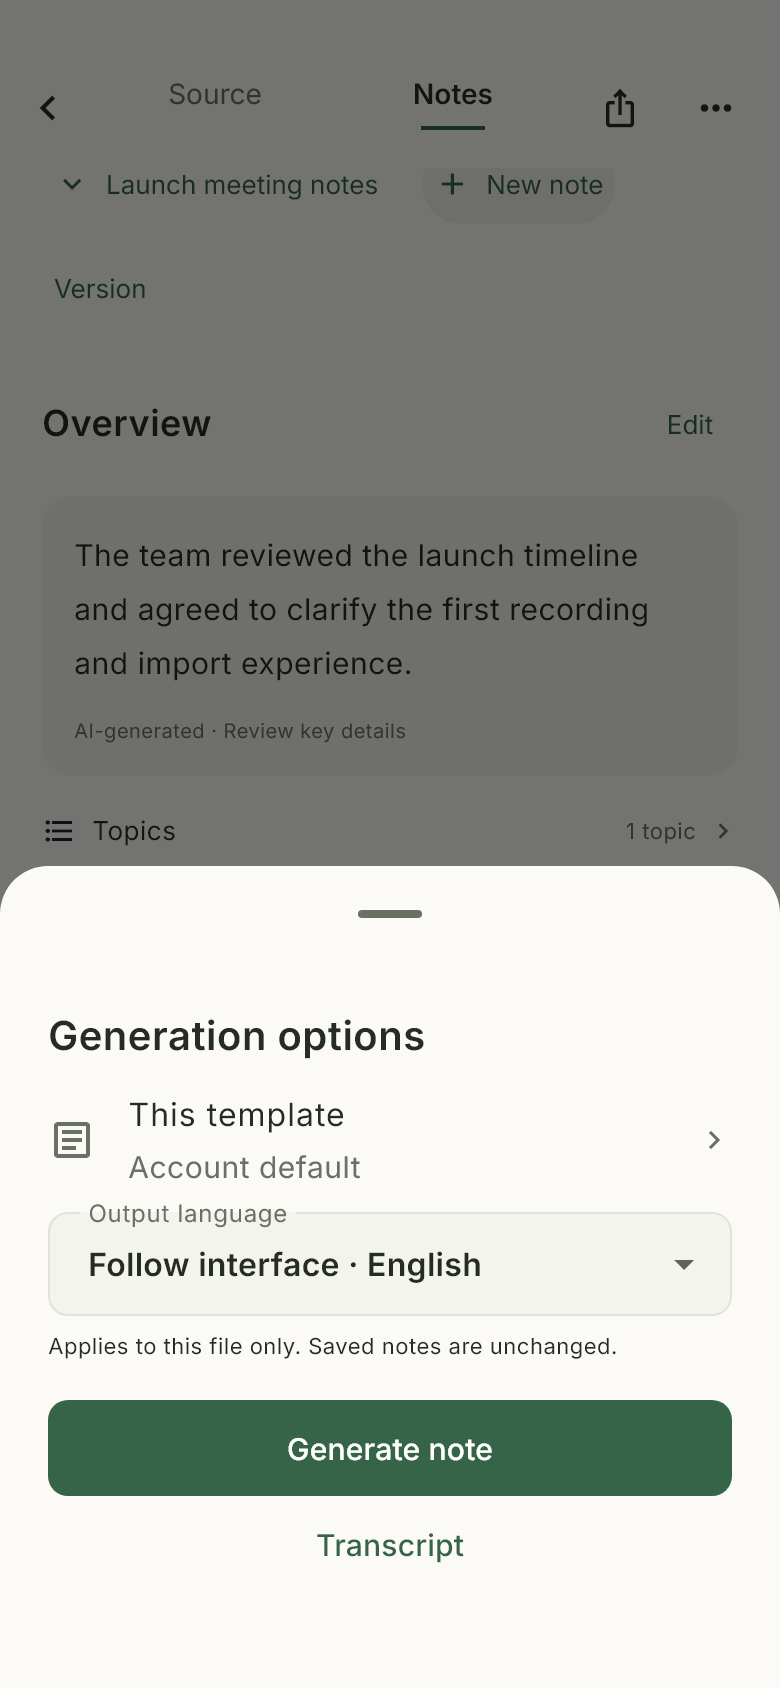 Source
Notes
Launch meeting notes
New note
Version
Overview
Edit
The team reviewed the launch timeline
and agreed to clarify the first recording
and import experience.
AI-generated · Review key details
Topics
1 topic
Generation options
This template
Account default
Output language
Follow interface · English
Applies to this file only. Saved notes are unchanged.
Generate note
Transcript